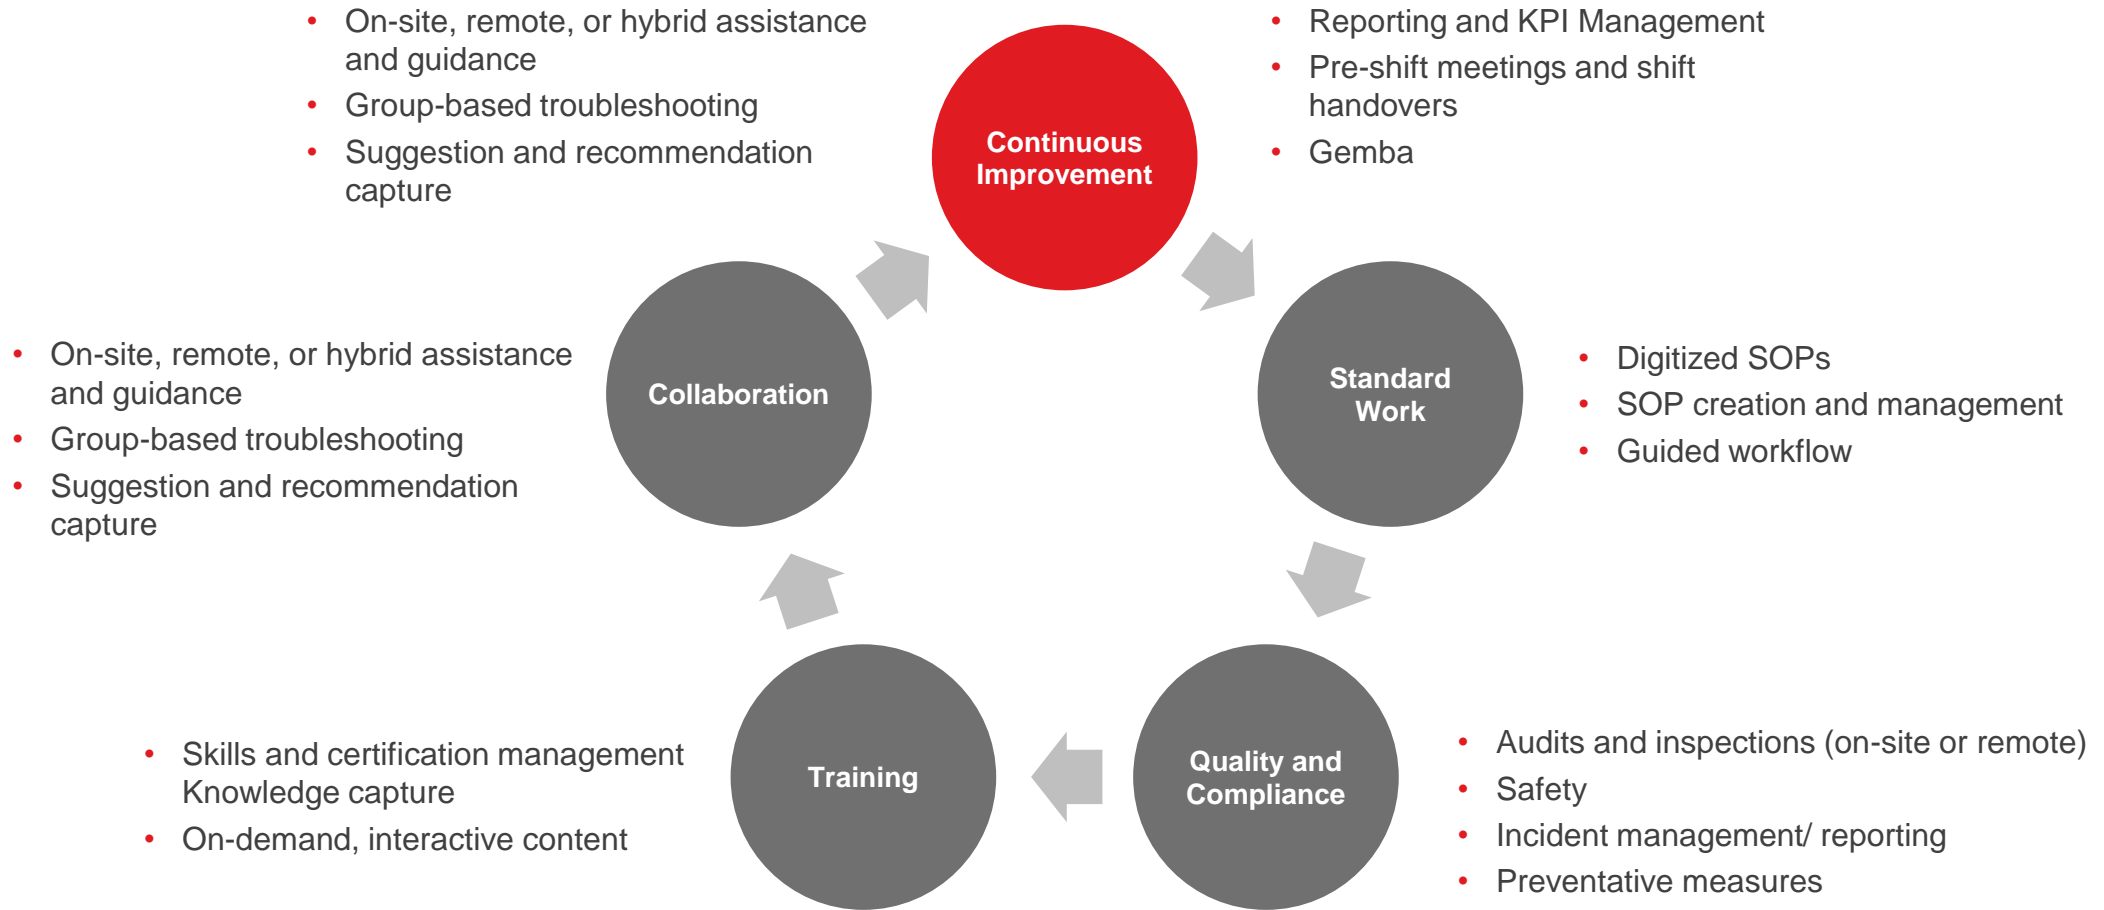 • On-site, remote, or hybrid assistance
and guidance
• Group-based troubleshooting
• Suggestion and recommendation
capture
Continuous
Improvement
• Reporting and KPI Management
• Pre-shift meetings and shift
handovers
• Gemba
• On-site, remote, or hybrid assistance
and guidance
• Group-based troubleshooting
• Suggestion and recommendation
capture
Collaboration
Standard
Work
• Digitized SOPs
• SOP creation and management
• Guided workflow
• Skills and certification management
Knowledge capture
• On-demand, interactive content
Training
Quality and
Compliance
• Audits and inspections (on-site or remote)
• Safety
• Incident management/ reporting
• Preventative measures